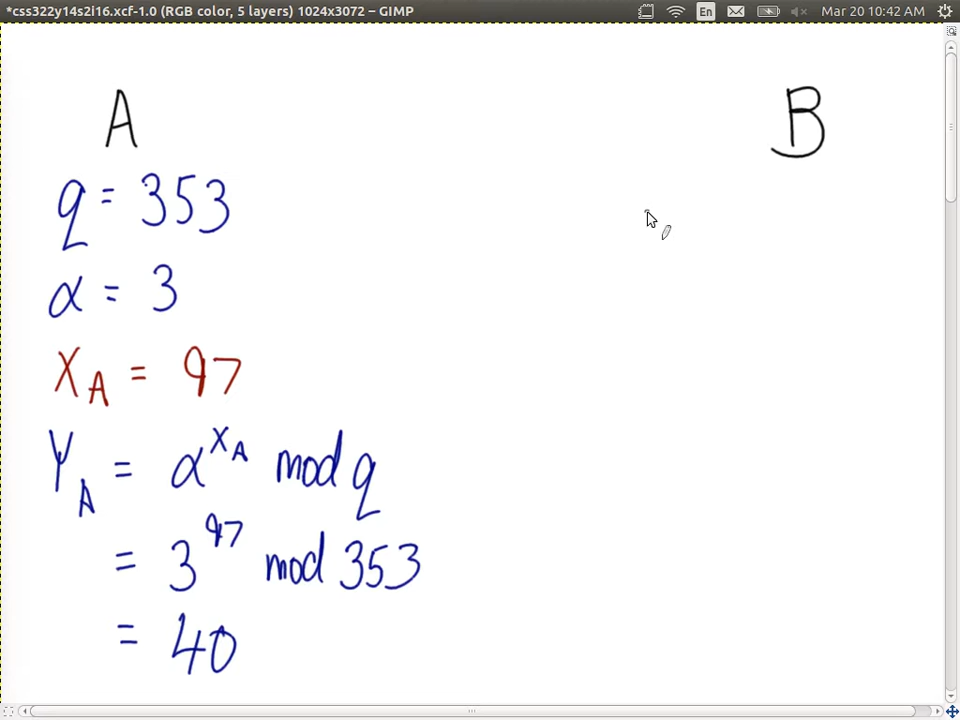 *css322y14s2i16.xcf-1.0 (RGB color, 5 layers) 1024x3072 – GIMP
En
Mar 20 10:42 AM
A
B
q = 353
α = 3
X_A = 97
Y_A = α^X_A mod q
= 3^97 mod 353
= 40